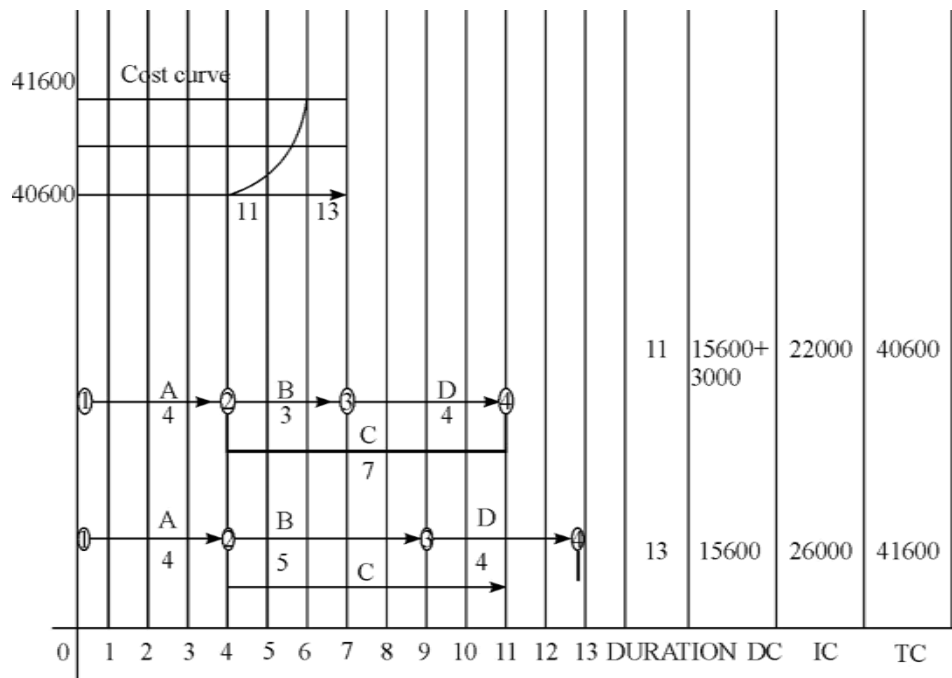 41600 Cost curve
40600
11 13
11 15600+ 22000 40600
3000
1 A 2 B 3 D 4
4 3 4
C
7
1 A 2 B 3 D 4
4 5 4
C
13 15600 26000 41600
0 1 2 3 4 5 6 7 8 9 10 11 12 13 DURATION DC IC TC